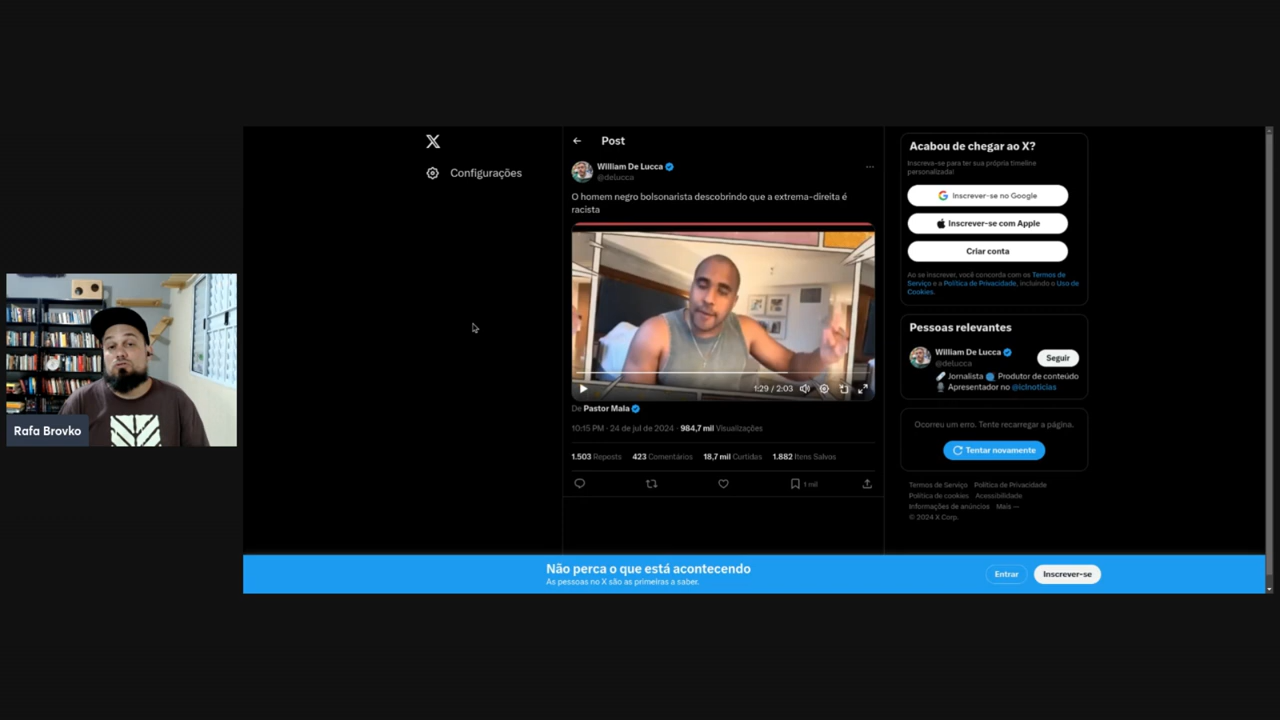 Rafa Brovko
X
Configurações
Post
William De Lucca
@delucca
O homem negro bolsonarista descobrindo que a extrema-direita é
racista
1:29 / 2:03
De Pastor Mala
10:15 PM · 24 de jul de 2024 · 984,7 mil Visualizações
1.503 Reposts 423 Comentários 18,7 mil Curtidas 1.882 Itens Salvos
1 mil
Acabou de chegar ao X?
Inscreva-se para ter sua própria timeline
personalizada!
Inscrever-se no Google
Inscrever-se com Apple
Criar conta
Ao se inscrever, você concorda com os Termos de
Serviço e a Política de Privacidade, incluindo o Uso de
Cookies.
Pessoas relevantes
William De Lucca
@delucca
Seguir
Jornalista Produtor de conteúdo
Apresentador no @iclnoticias
Ocorreu um erro. Tente recarregar a página.
Tentar novamente
Termos de Serviço Política de Privacidade
Política de cookies Acessibilidade
Informações de anúncios Mais —
© 2024 X Corp.
Não perca o que está acontecendo
As pessoas no X são as primeiras a saber.
Entrar
Inscrever-se